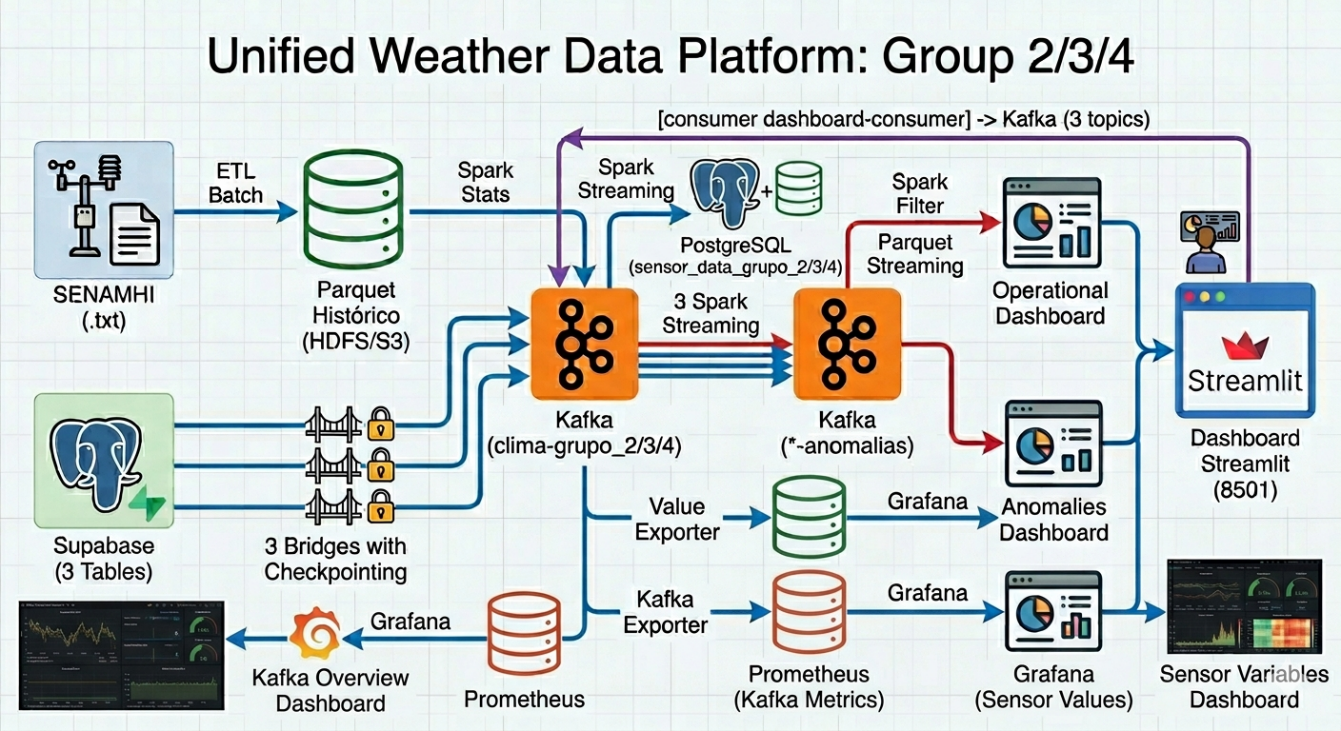 Unified Weather Data Platform: Group 2/3/4
[consumer dashboard-consumer] -> Kafka (3 topics)
ETL
Batch
Spark
Stats
Spark
Streaming
+
Spark
Filter
Parquet
Streaming
PostgreSQL
(sensor_data_grupo_2/3/4)
SENAMHI
(.txt)
Parquet
Histórico
(HDFS/S3)
3 Spark
Streaming
Operational
Dashboard
Streamlit
Kafka
(clima-grupo_2/3/4)
Kafka
(*-anomalias)
Dashboard
Streamlit
(8501)
Supabase
(3 Tables)
3 Bridges with
Checkpointing
Value
Exporter
Grafana
Anomalies
Dashboard
Grafana
Kafka Overview
Dashboard
Prometheus
Kafka
Exporter
Grafana
Prometheus
(Kafka Metrics)
Grafana
(Sensor Values)
Sensor Variables
Dashboard